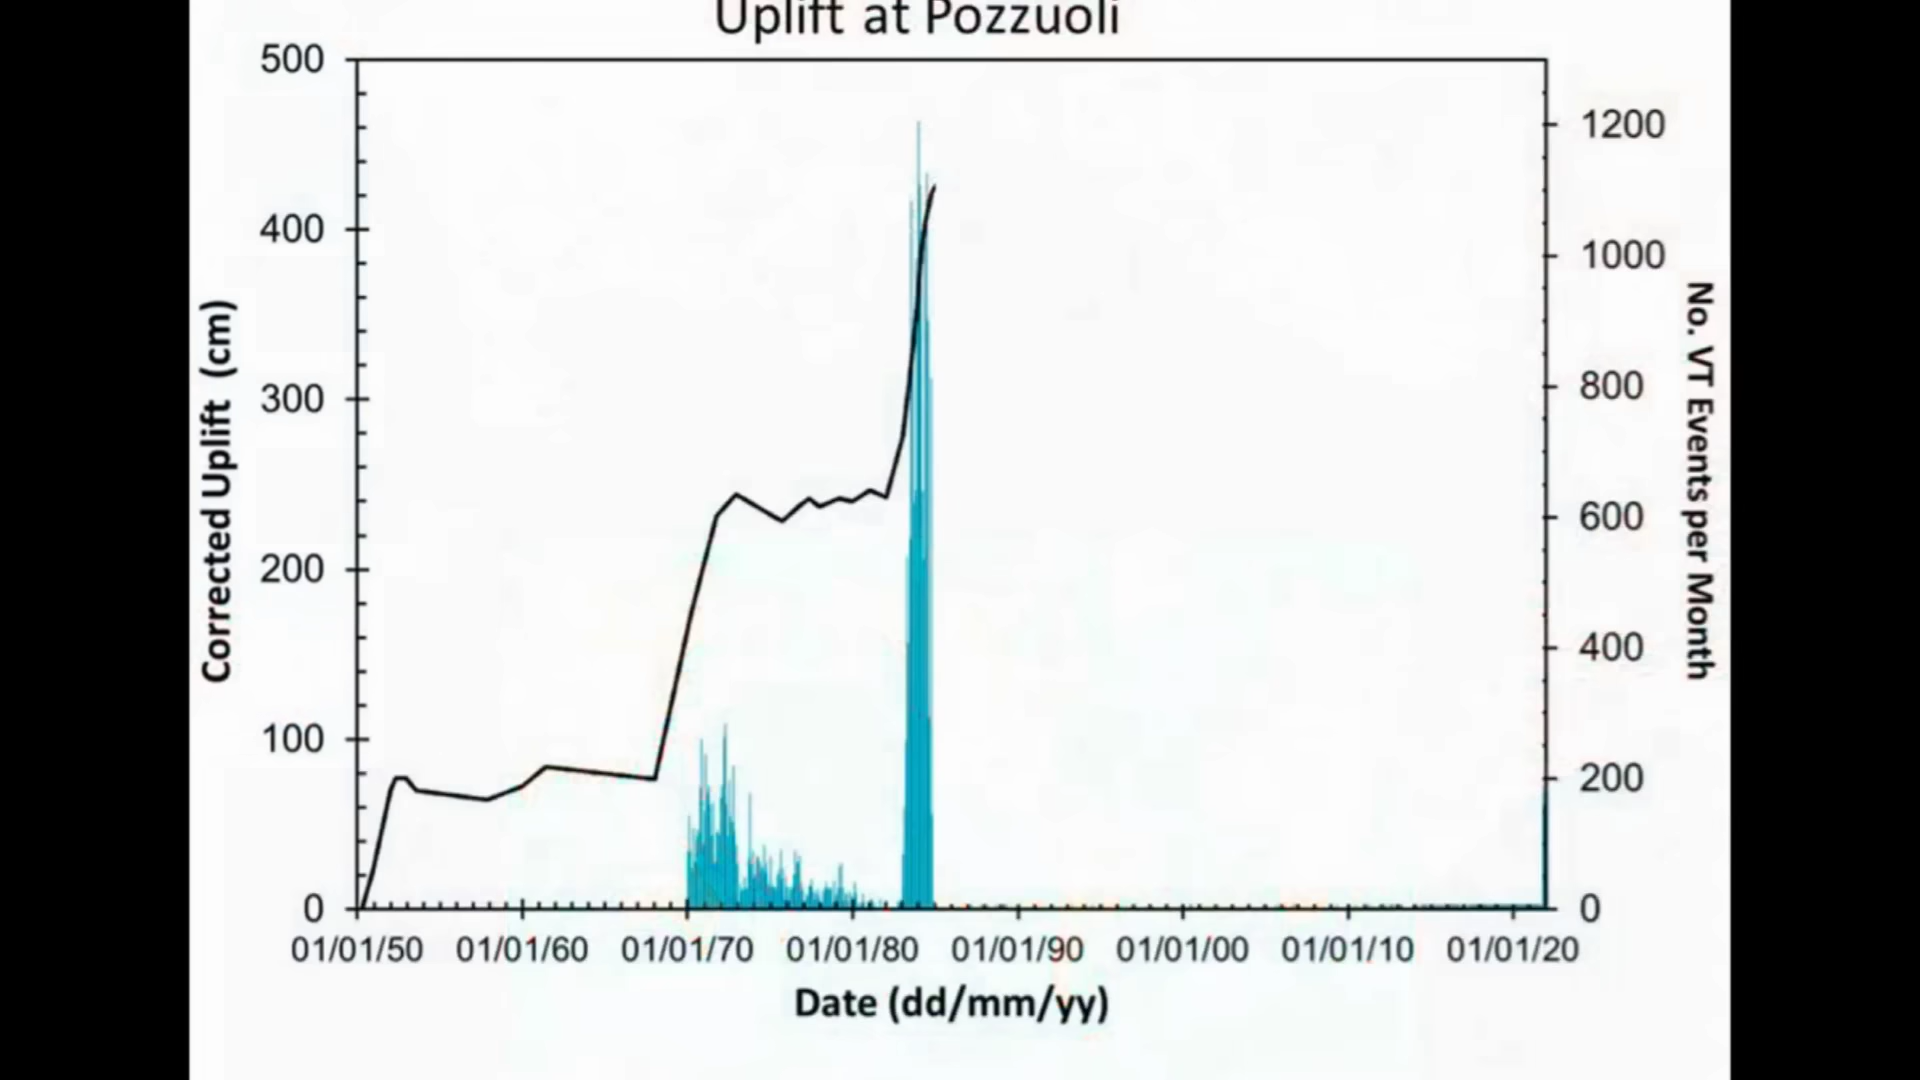 Uplift at Pozzuoli
500
400
300
200
100
0
Corrected Uplift (cm)
1200
1000
800
600
400
200
0
No. VT Events per Month
01/01/50 01/01/60 01/01/70 01/01/80 01/01/90 01/01/00 01/01/10 01/01/20
Date (dd/mm/yy)